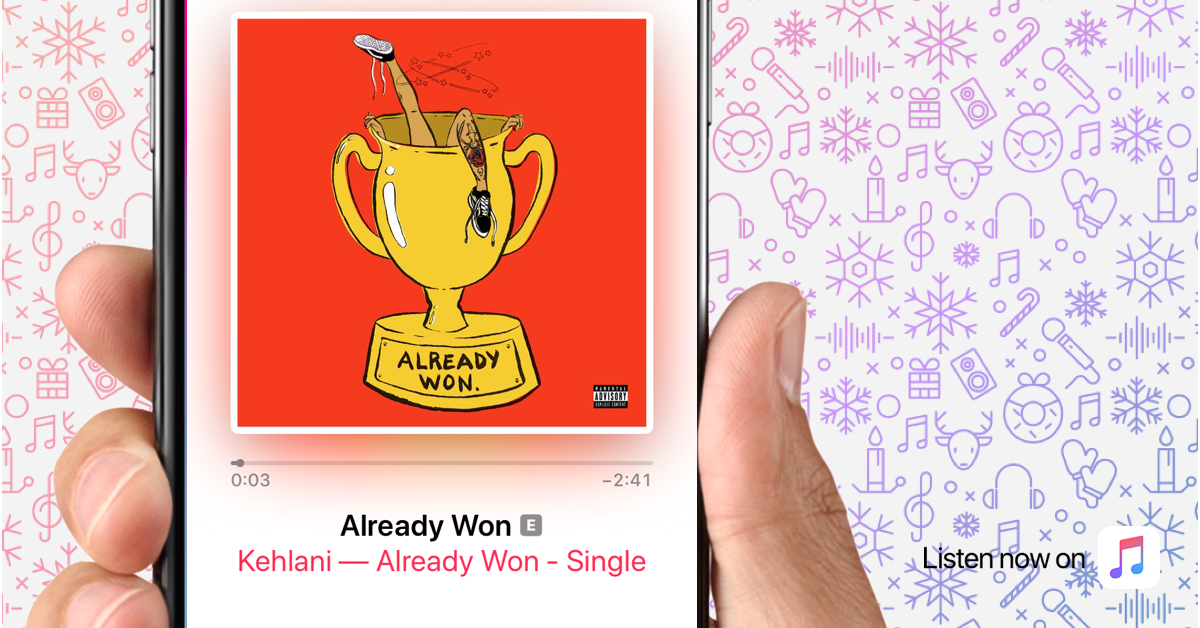 ALREADY
WON.
PARENTAL
ADVISORY
EXPLICIT CONTENT
0:03
−2:41
Already Won E
Kehlani — Already Won - Single
Listen now on